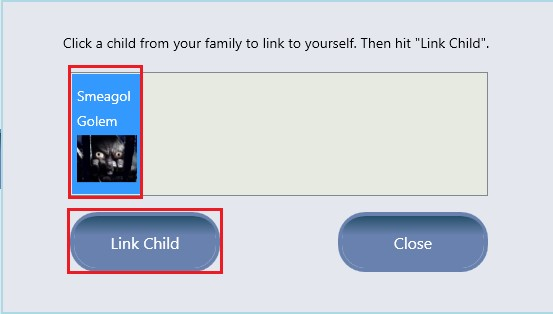 Click a child from your family to link to yourself. Then hit "Link Child".
Smeagol
Golem
Link Child
Close